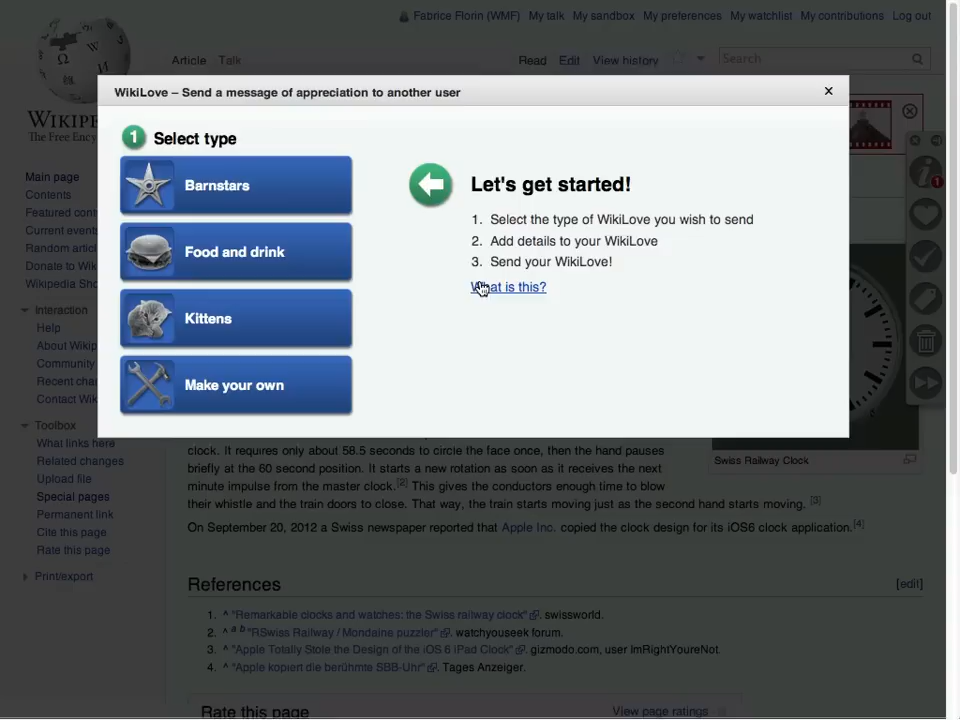 Fabrice Florin (WMF) My talk My sandbox My preferences My watchlist My contributions Log out
Article Talk Read Edit View history Search
WikiLove – Send a message of appreciation to another user
1 Select type
Barnstars
Food and drink
Kittens
Make your own
Let's get started!
1. Select the type of WikiLove you wish to send
2. Add details to your WikiLove
3. Send your WikiLove!
What is this?
The Free Ency
Main page
Contents
Featured cont
Current events
Random article
Donate to Wiki
Wikipedia Sho
Interaction
Help
About Wikip
Community
Recent cha
Contact Wik
Toolbox
What links here
Related changes
Upload file
Special pages
Permanent link
Cite this page
Rate this page
Print/export
clock. It requires only about 58.5 seconds to circle the face once, then the hand pauses
briefly at the 60 second position. It starts a new rotation as soon as it receives the next
minute impulse from the master clock.[2] This gives the conductors enough time to blow
their whistle and the train doors to close. That way, the train starts moving just as the second hand starts moving. [3]
On September 20, 2012 a Swiss newspaper reported that Apple Inc. copied the clock design for its iOS6 clock application.[4]
Swiss Railway Clock
1
References [edit]
1. ^ "Remarkable clocks and watches: the Swiss railway clock". swissworld.
2. ^ a b "RSwiss Railway / Mondaine puzzler". watchyouseek forum.
3. ^ "Apple Totally Stole the Design of the iOS 6 iPad Clock". gizmodo.com, user ImRightYoureNot.
4. ^ "Apple kopiert die berühmte SBB-Uhr". Tages Anzeiger.
Rate this page View page ratings